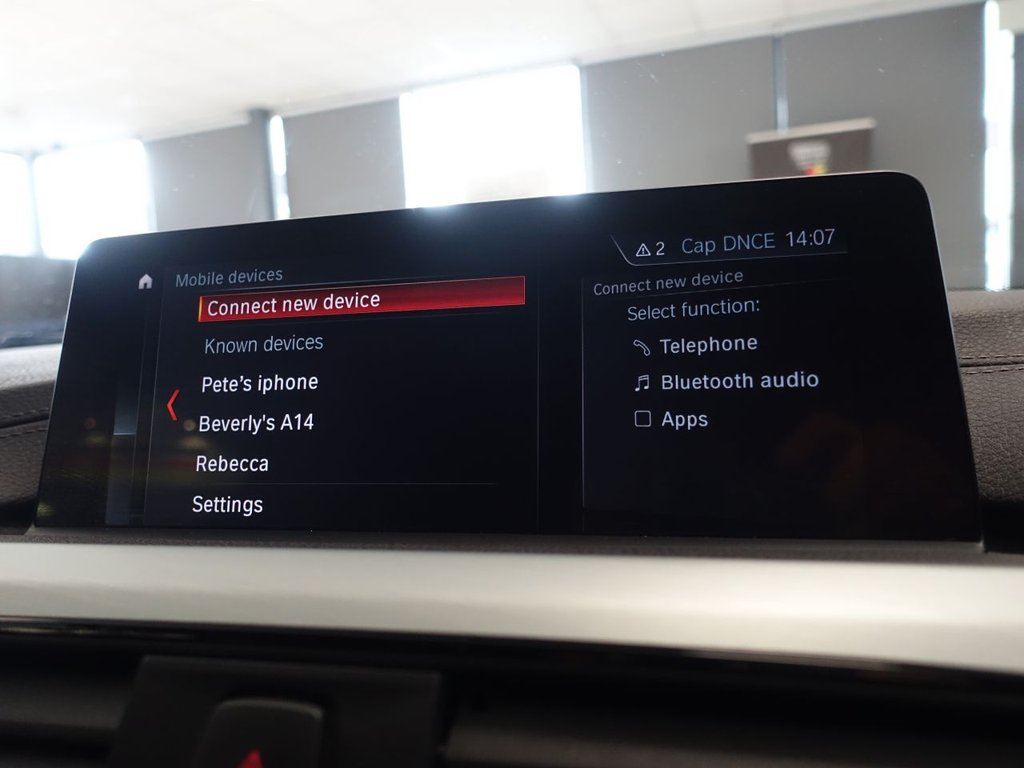 2 Cap DNCE 14:07
Mobile devices
Connect new device
Known devices
Pete's iphone
Beverly's A14
Rebecca
Settings
Connect new device
Select function:
Telephone
Bluetooth audio
Apps